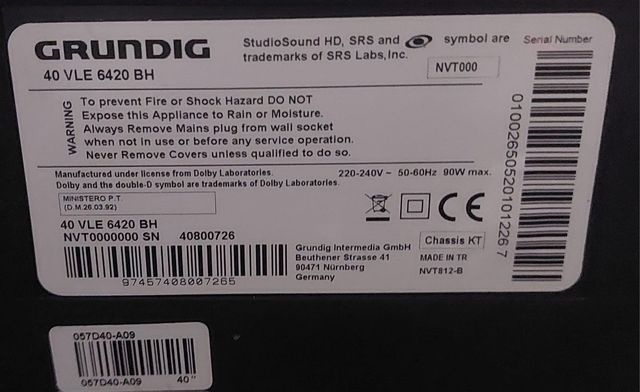 GRUNDIG
40 VLE 6420 BH
StudioSound HD, SRS and symbol are
trademarks of SRS Labs,Inc.
NVT000
Serial Number
WARNING
To prevent Fire or Shock Hazard DO NOT
Expose this Appliance to Rain or Moisture.
Always Remove Mains plug from wall socket
when not in use or before any service operation.
Never Remove Covers unless qualified to do so.
Manufactured under license from Dolby Laboratories.
Dolby and the double-D symbol are trademarks of Dolby Laboratories.
220-240V ~ 50-60Hz 90W max.
MINISTERO P.T.
(D.M.26.03.92)
40 VLE 6420 BH
NVT0000000 SN 40800726
97457408007265
Grundig Intermedia GmbH
Beuthener Strasse 41
90471 Nürnberg
Germany
CE
Chassis KT
MADE IN TR
NVT812-B
010026505201012267
057D40-A09
057D40-A09 40"